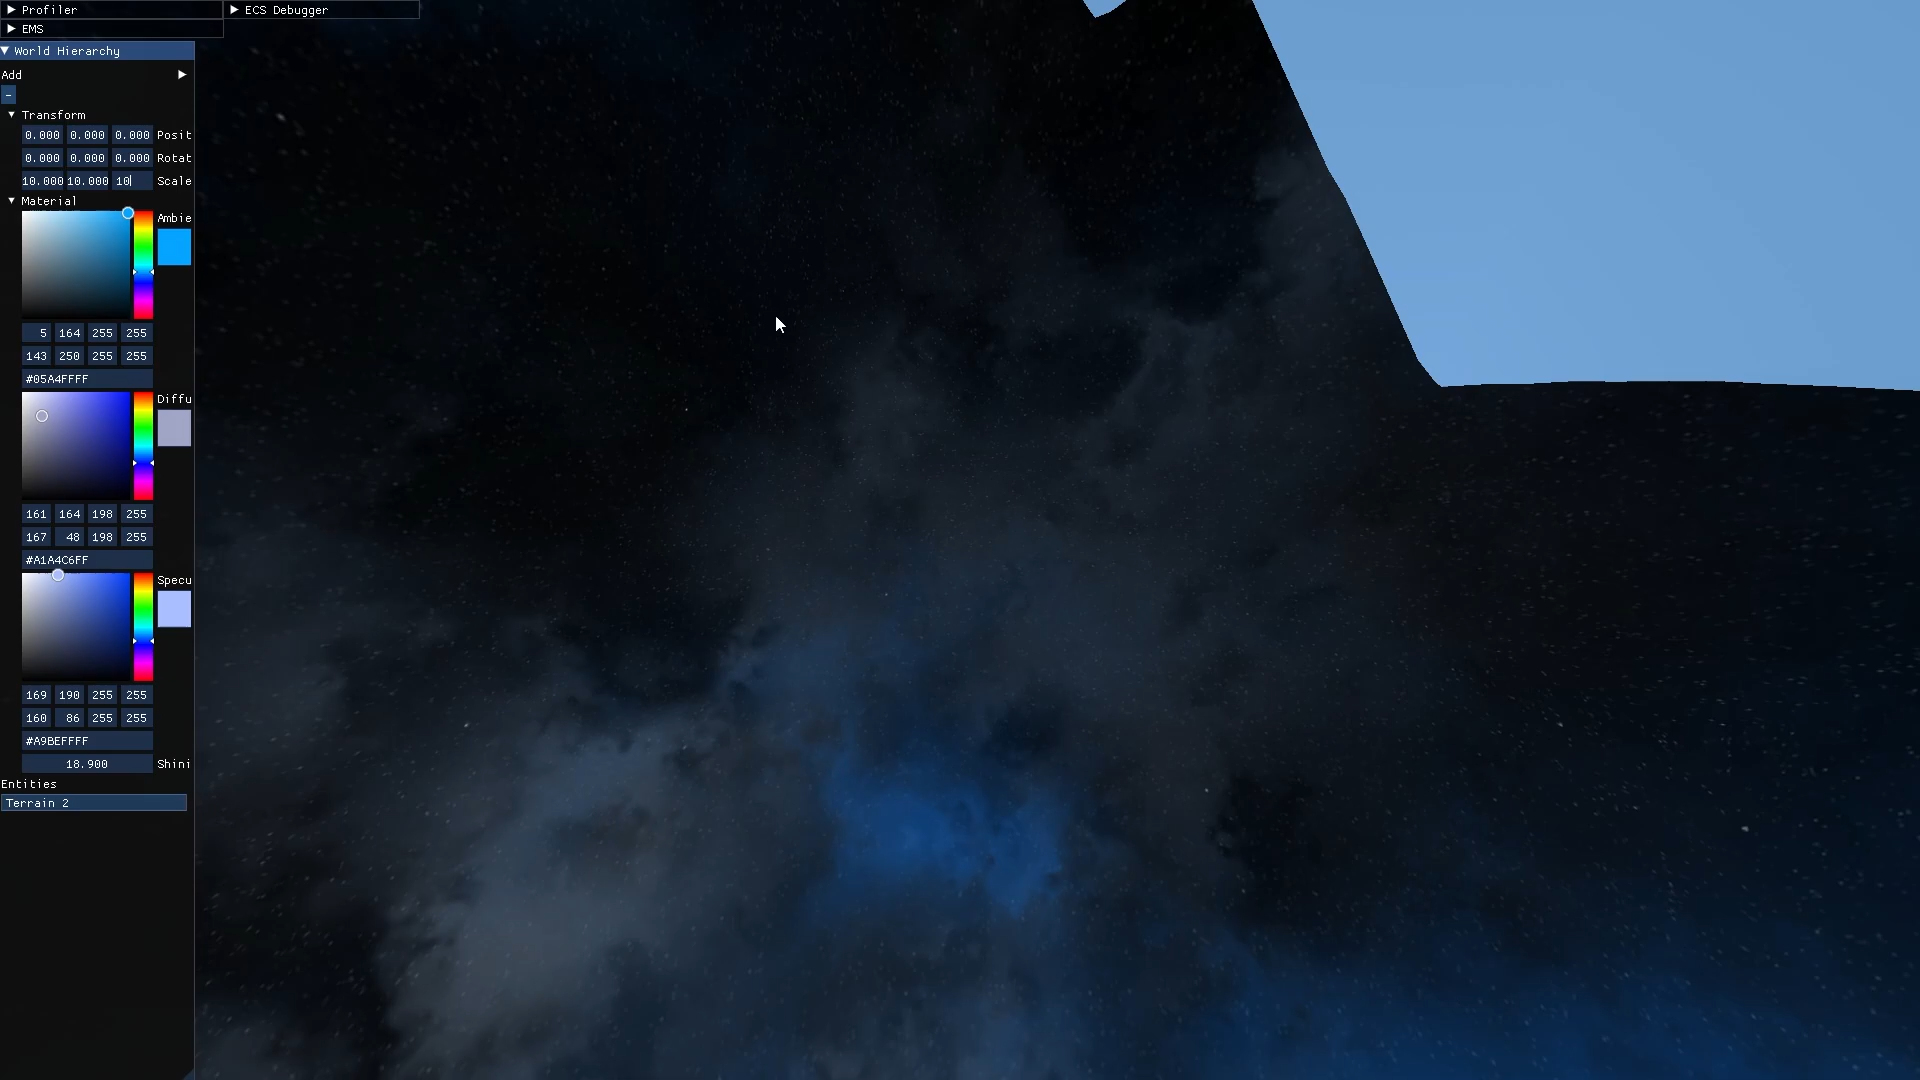 Profiler
ECS Debugger
EMS
World Hierarchy
Add
-
Transform
0.000 0.000 0.000 Posit
0.000 0.000 0.000 Rotat
10.000 10.000 10 Scale
Material
Ambie
5 164 255 255
143 250 255 255
#05A4FFFF
Diffu
161 164 198 255
167 48 198 255
#A1A4C6FF
Specu
169 190 255 255
160 86 255 255
#A9BEFFFF
18.900 Shini
Entities
Terrain 2